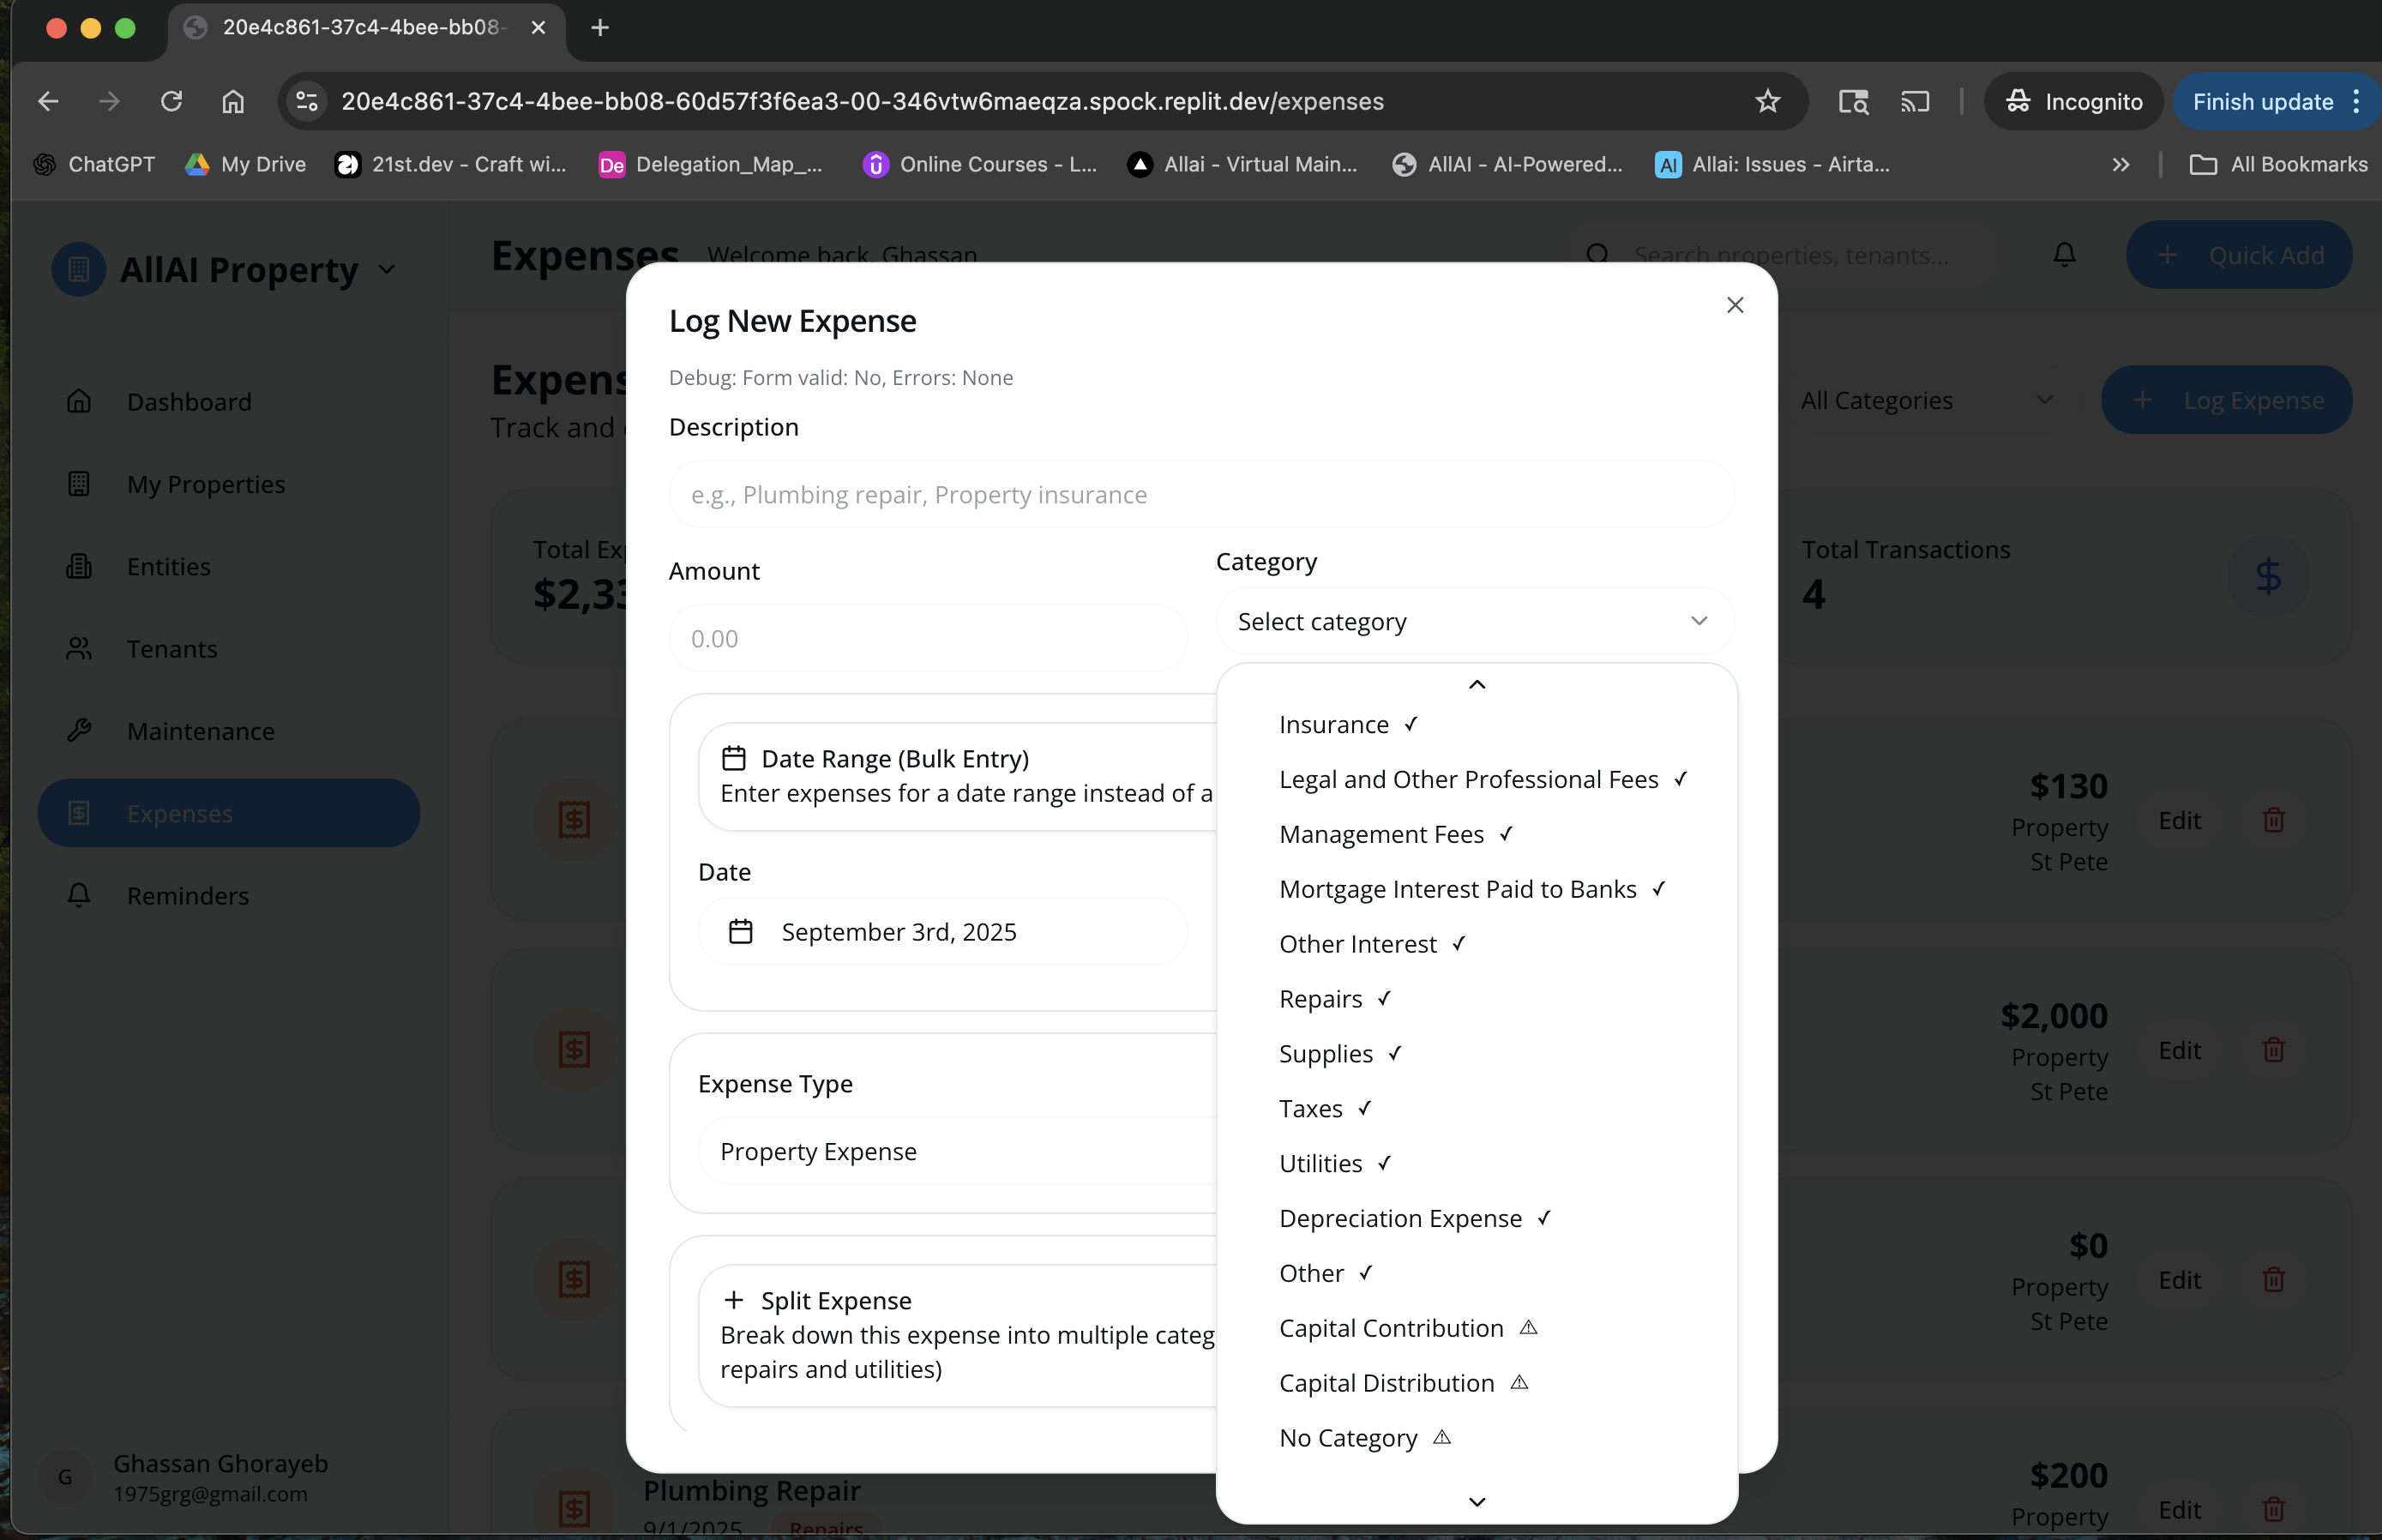 20e4c861-37c4-4bee-bb08-
20e4c861-37c4-4bee-bb08-60d57f3f6ea3-00-346vtw6maeqza.spock.replit.dev/expenses
Incognito
Finish update
ChatGPT
My Drive
21st.dev - Craft wi...
De
Delegation_Map_...
Online Courses - L...
Allai - Virtual Main...
AllAI - AI-Powered...
AI
Allai: Issues - Airta...
All Bookmarks
AllAI Property
Dashboard
My Properties
Entities
Tenants
Maintenance
Expenses
Reminders
G
Ghassan Ghorayeb
1975grg@gmail.com
Expenses
Welcome back, Ghassan
Search properties, tenants...
+ Quick Add
Expens
Track and
All Categories
+ Log Expense
Total Exp
$2,33
Total Transactions
4
$
Log New Expense
Debug: Form valid: No, Errors: None
Description
e.g., Plumbing repair, Property insurance
Amount
0.00
Category
Select category
Insurance ✓
Legal and Other Professional Fees ✓
Management Fees ✓
Mortgage Interest Paid to Banks ✓
Other Interest ✓
Repairs ✓
Supplies ✓
Taxes ✓
Utilities ✓
Depreciation Expense ✓
Other ✓
Capital Contribution ⚠
Capital Distribution ⚠
No Category ⚠
Date Range (Bulk Entry)
Enter expenses for a date range instead of a
Date
September 3rd, 2025
Expense Type
Property Expense
+ Split Expense
Break down this expense into multiple categ
repairs and utilities)
$130
Property
St Pete
Edit
$2,000
Property
St Pete
Edit
$0
Property
St Pete
Edit
Plumbing Repair
9/1/2025
Repairs
$200
Property
Edit